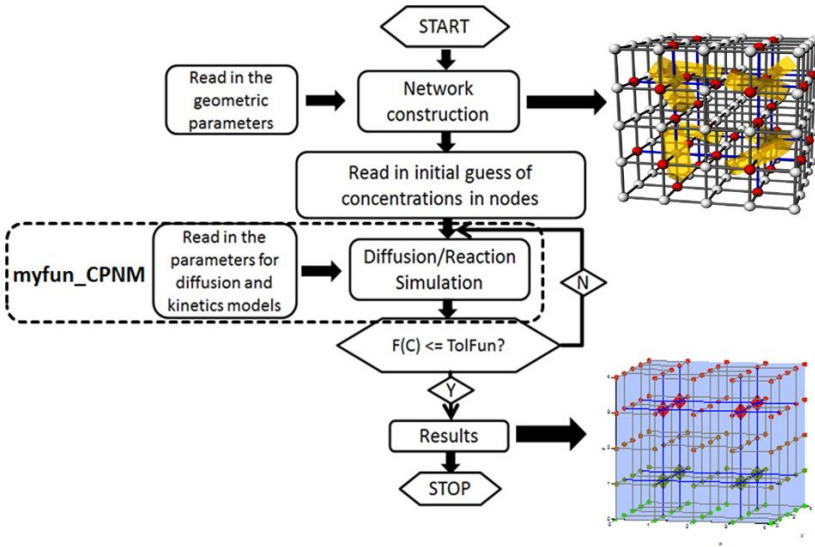 START
Read in the
geometric
parameters
Network
construction
Read in initial guess of
concentrations in nodes
myfun_CPNM
Read in the
parameters for
diffusion and
kinetics models
Diffusion/Reaction
Simulation
N
F(C) <= TolFun?
Y
Results
STOP